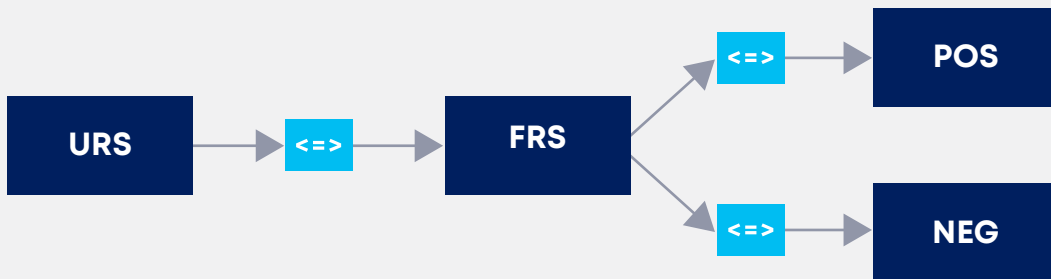 URS
<=>
FRS
<=>
POS
<=>
NEG